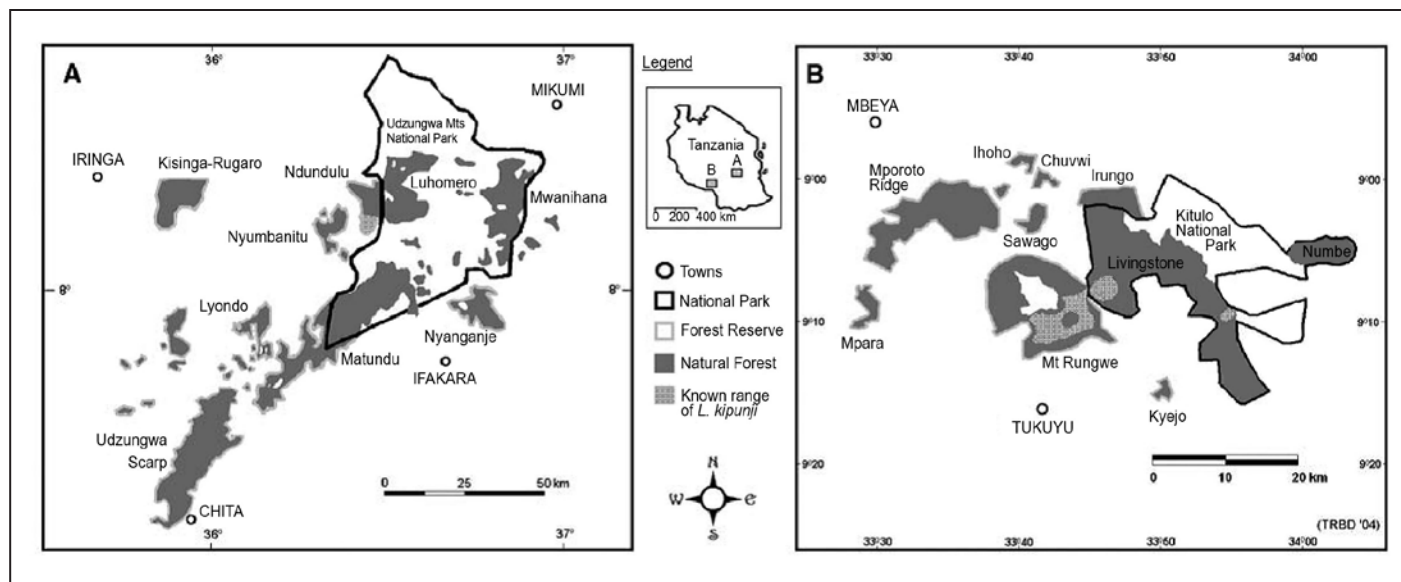 A
36°
37°
MIKUMI
Udzungwa Mts
National Park
IRINGA
Kisinga-Rugaro
Ndundulu
Luhomero
Mwanihana
Nyumbanitu
8°
8°
Lyondo
Nyanganje
Matundu
IFAKARA
Udzungwa
Scarp
0 25 50 km
CHITA
36°
37°
Legend
Tanzania
A
B
0 200 400 km
Towns
National Park
Forest Reserve
Natural Forest
Known range
of L. kipunji
N
W e
S
B
33°30
33°40
33°50
34°00
MBEYA
Ihoho
Chuvwi
Mporoto
Ridge
Irungo
9°00
9°00
Kitulo
National
Park
Sawago
Numbe
Livingstone
9°10
9°10
Mpara
Mt Rungwe
Kyejo
TUKUYU
9°20
9°20
0 10 20 km
(TRBD '04)
33°30
33°40
33°60
34°00